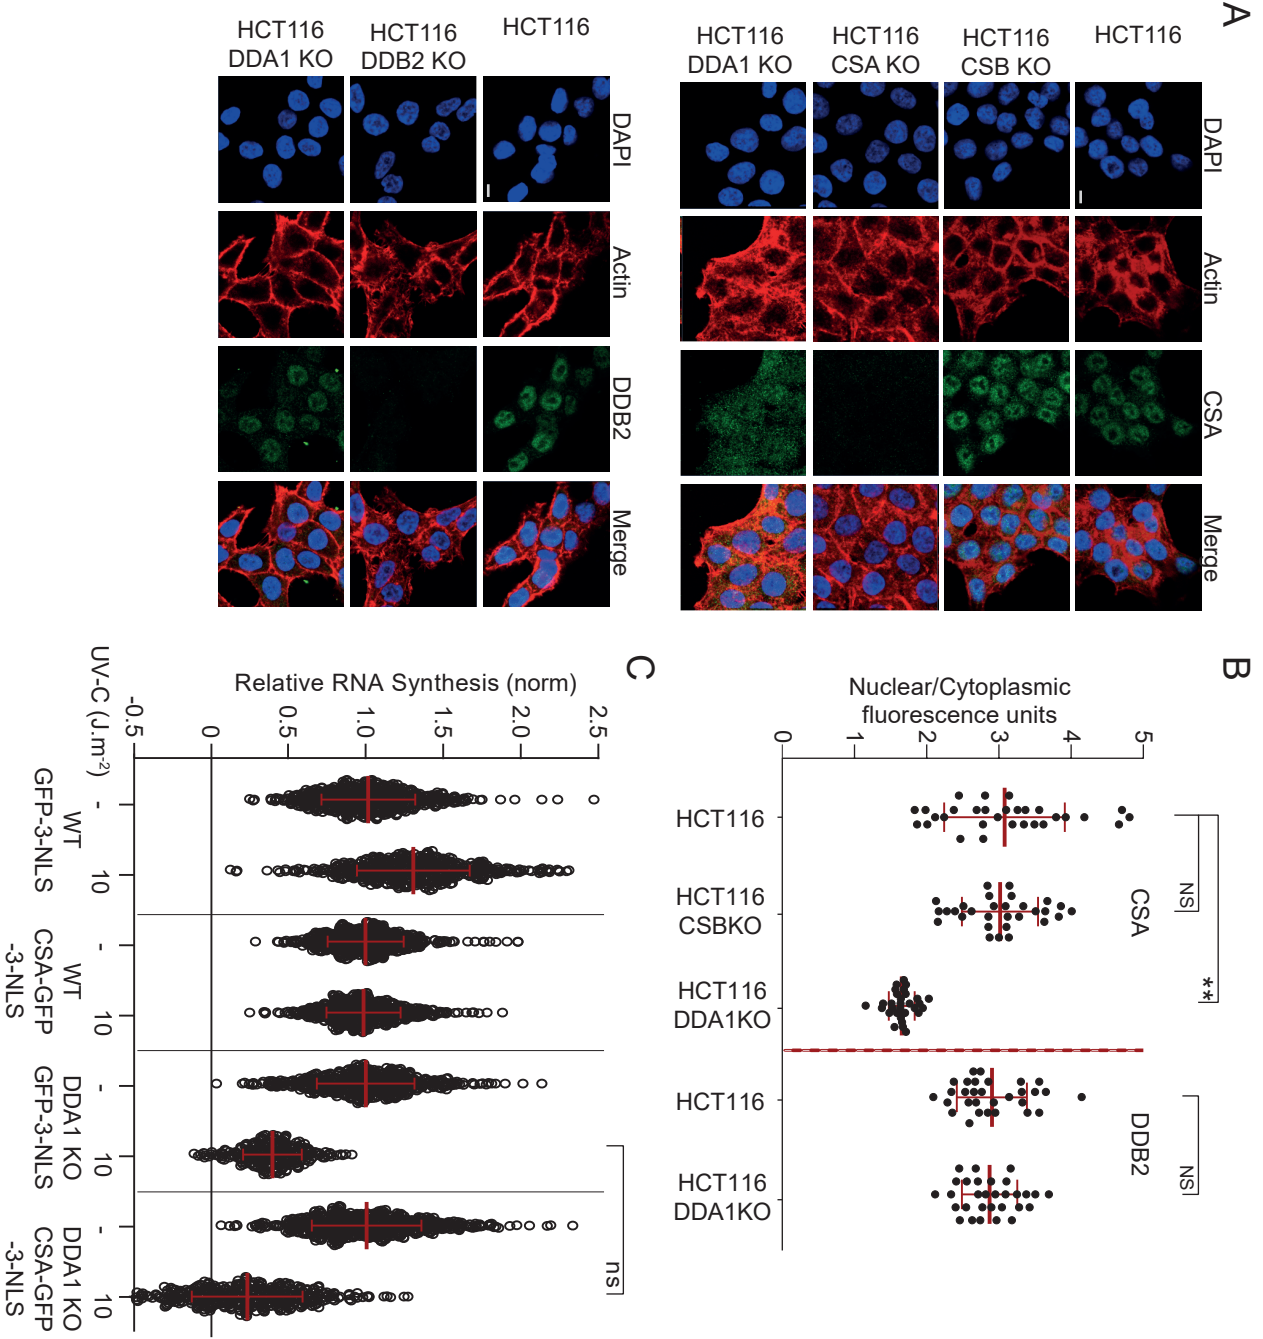 A
DAPI
Actin
CSA
Merge
HCT116
HCT116
CSB KO
HCT116
CSA KO
HCT116
DDA1 KO
DAPI
Actin
DDB2
Merge
HCT116
HCT116
DDB2 KO
HCT116
DDA1 KO
B
Nuclear/Cytoplasmic
fluorescence units
5
4
3
2
1
0
**
NS
CSA
NS
DDB2
HCT116
HCT116
CSBKO
HCT116
DDA1KO
HCT116
HCT116
DDA1KO
C
Relative RNA Synthesis (norm)
2.5
2.0
1.5
1.0
0.5
0
-0.5
ns
UV-C (J.m-2)
-
10
-
10
-
10
-
10
WT
GFP-3-NLS
WT
CSA-GFP
-3-NLS
DDA1 KO
GFP-3-NLS
DDA1 KO
CSA-GFP
-3-NLS